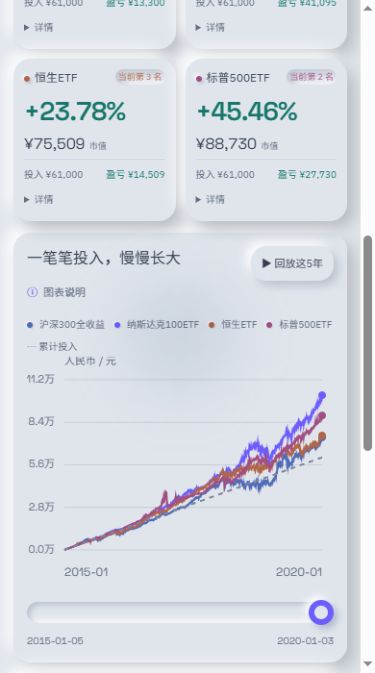 投入 ¥61,000 盈亏 ¥13,300 投入 ¥61,000 盈亏 ¥41,095
▶ 详情 ▶ 详情
恒生ETF 当前第 3 名 标普500ETF 当前第 2 名
+23.78% +45.46%
¥75,509 市值 ¥88,730 市值
投入 ¥61,000 盈亏 ¥14,509 投入 ¥61,000 盈亏 ¥27,730
▶ 详情 ▶ 详情
一笔笔投入，慢慢长大 ▶ 回放这5年
ⓘ 图表说明
沪深300全收益 纳斯达克100ETF 恒生ETF 标普500ETF
累计投入
人民币 / 元
11.2万
8.4万
5.6万
2.8万
0.0万
2015-01 2020-01
2015-01-05 2020-01-03